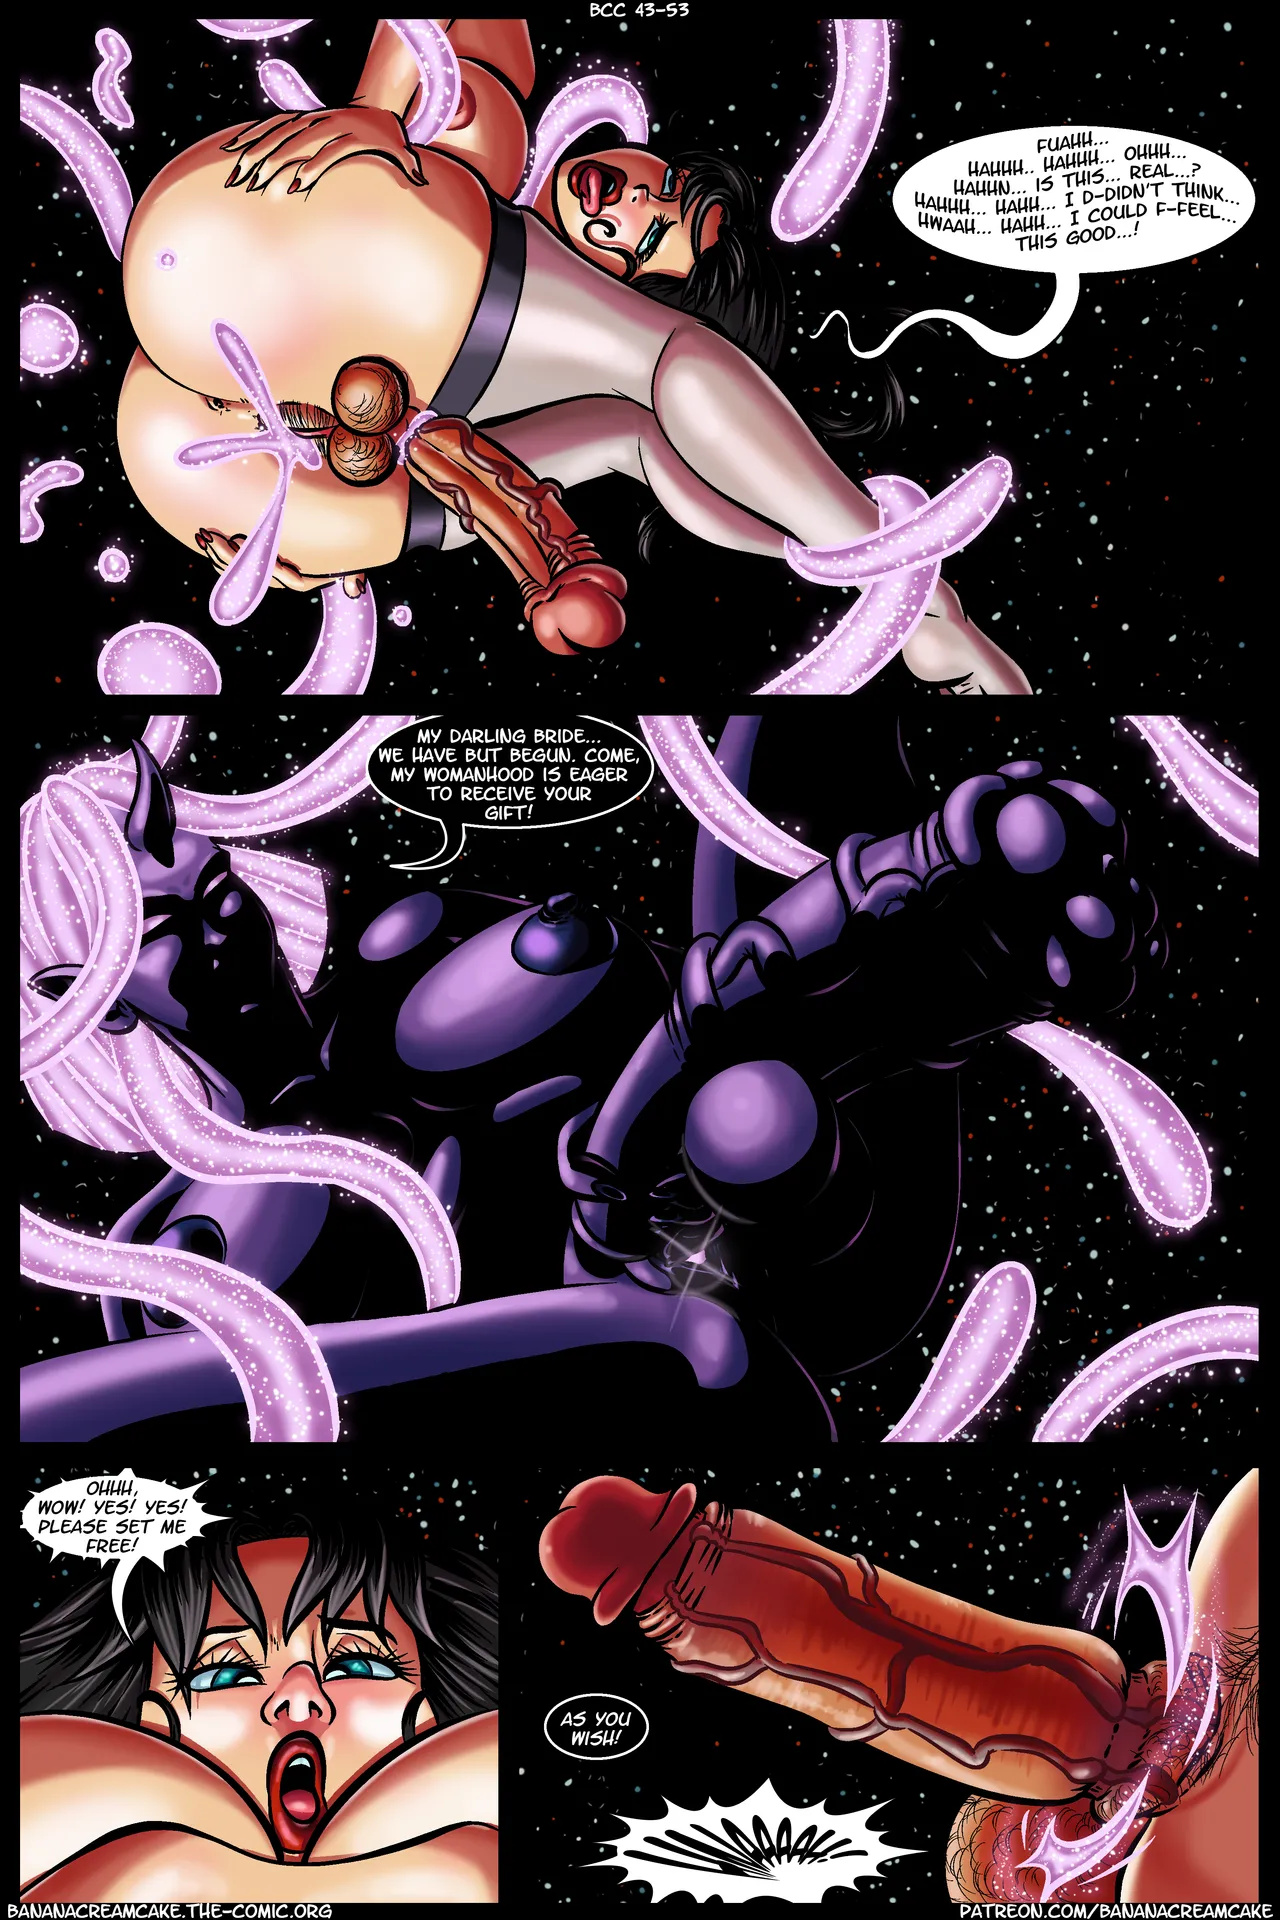 BCC 43-53
FUAHH...
HAHHH.. HAHHH... OHHH...
HAHHN... IS THIS... REAL...?
HAHHH... HAHH... I D-DIDN'T THINK...
HWAAH... HAHH... I COULD F-FEEL...
THIS GOOD...!
MY DARLING BRIDE...
WE HAVE BUT BEGUN. COME,
MY WOMANHOOD IS EAGER
TO RECEIVE YOUR
GIFT!
OHHH,
WOW! YES! YES!
PLEASE SET ME
FREE!
AS YOU
WISH!
BANANACREAMCAKE.THE-COMIC.ORG
PATREON.COM/BANANACREAMCAKE